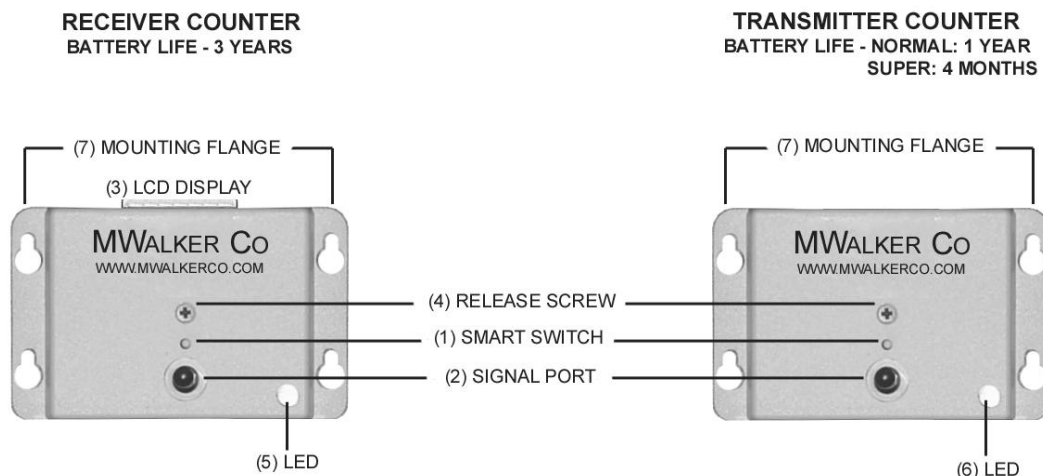 RECEIVER COUNTER
BATTERY LIFE - 3 YEARS
TRANSMITTER COUNTER
BATTERY LIFE - NORMAL: 1 YEAR
SUPER: 4 MONTHS
(7) MOUNTING FLANGE
(3) LCD DISPLAY
(7) MOUNTING FLANGE
MWALKER CO
WWW.MWALKERCO.COM
MWALKER CO
WWW.MWALKERCO.COM
(4) RELEASE SCREW
(1) SMART SWITCH
(2) SIGNAL PORT
(5) LED
(6) LED